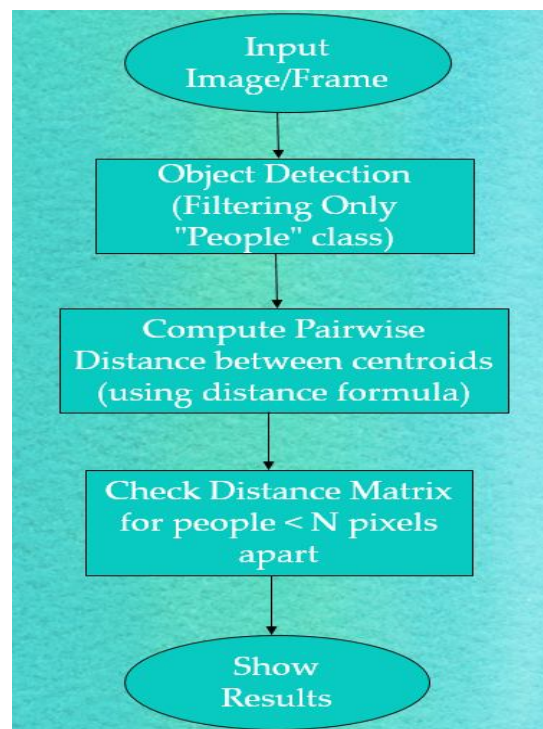 Input
Image/Frame
Object Detection
(Filtering Only
"People" class)
Compute Pairwise
Distance between centroids
(using distance formula)
Check Distance Matrix
for people < N pixels
apart
Show
Results